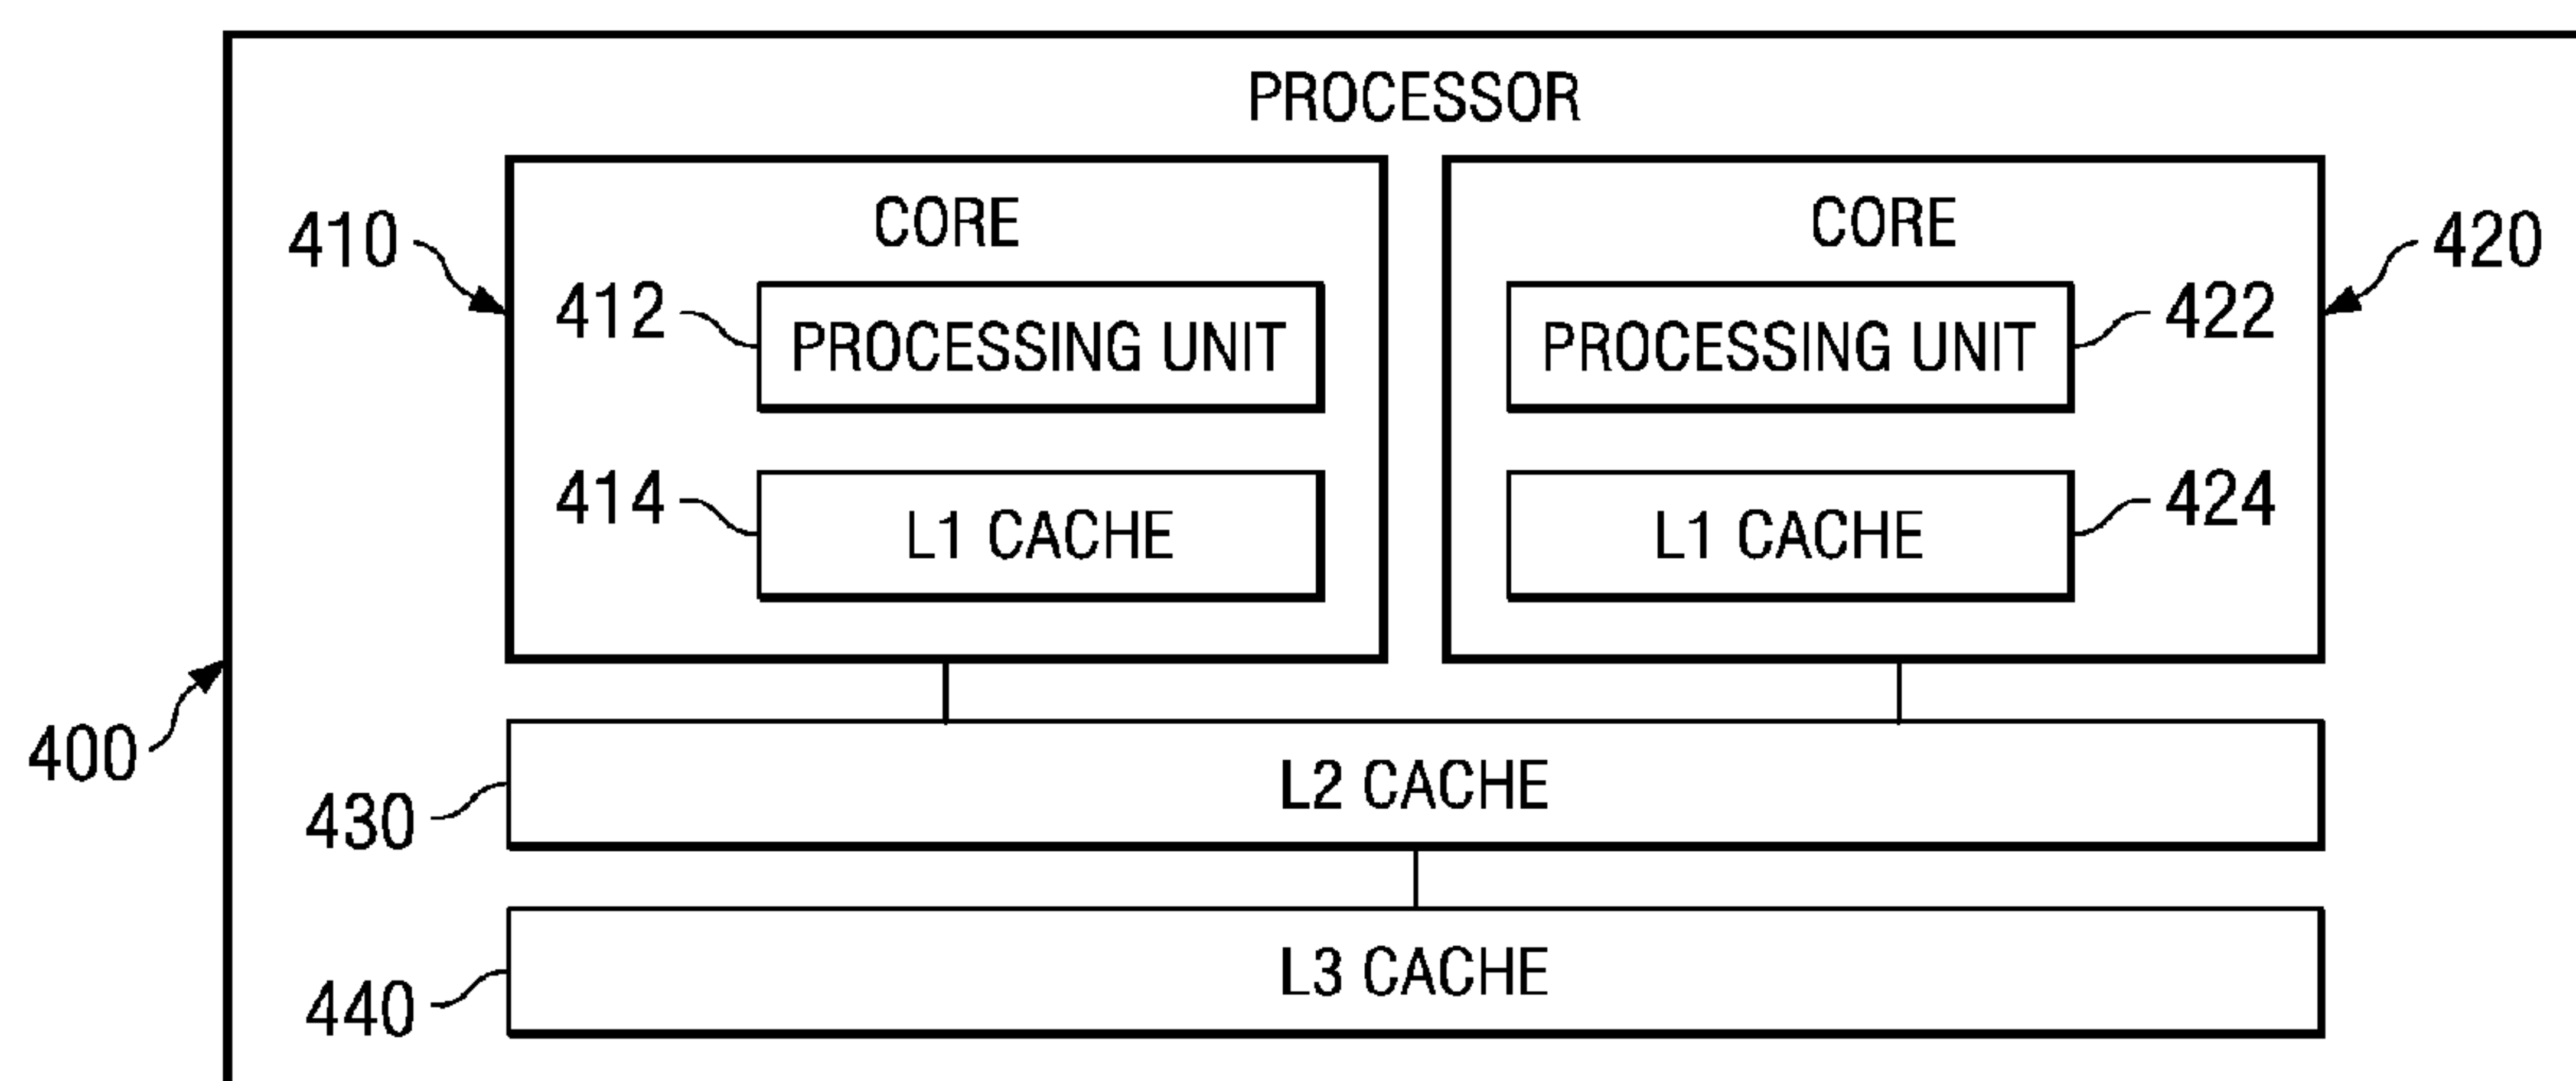 PROCESSOR
CORE CORE
410 420
412 PROCESSING UNIT PROCESSING UNIT 422
414 L1 CACHE L1 CACHE 424
400
L2 CACHE
430
L3 CACHE
440